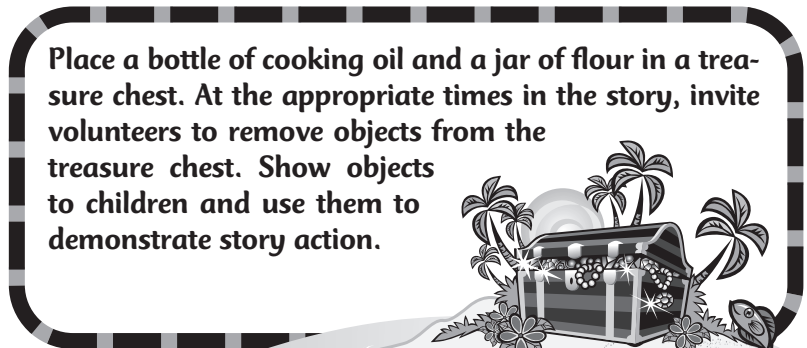 Place a bottle of cooking oil and a jar of flour in a trea-
sure chest. At the appropriate times in the story, invite
volunteers to remove objects from the
treasure chest. Show objects
to children and use them to
demonstrate story action.